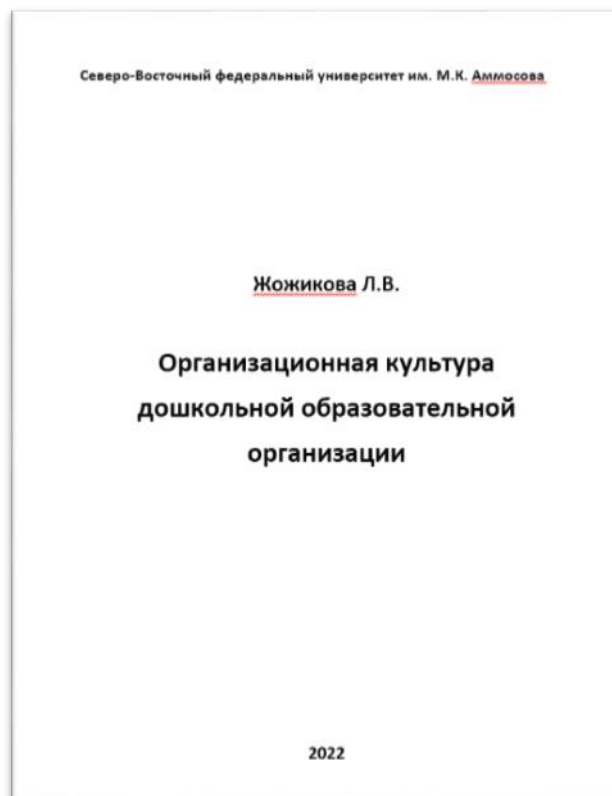 Северо-Восточный федеральный университет им. М.К. Аммосова
Жожикова Л.В.
Организационная культура
дошкольной образовательной
организации
2022